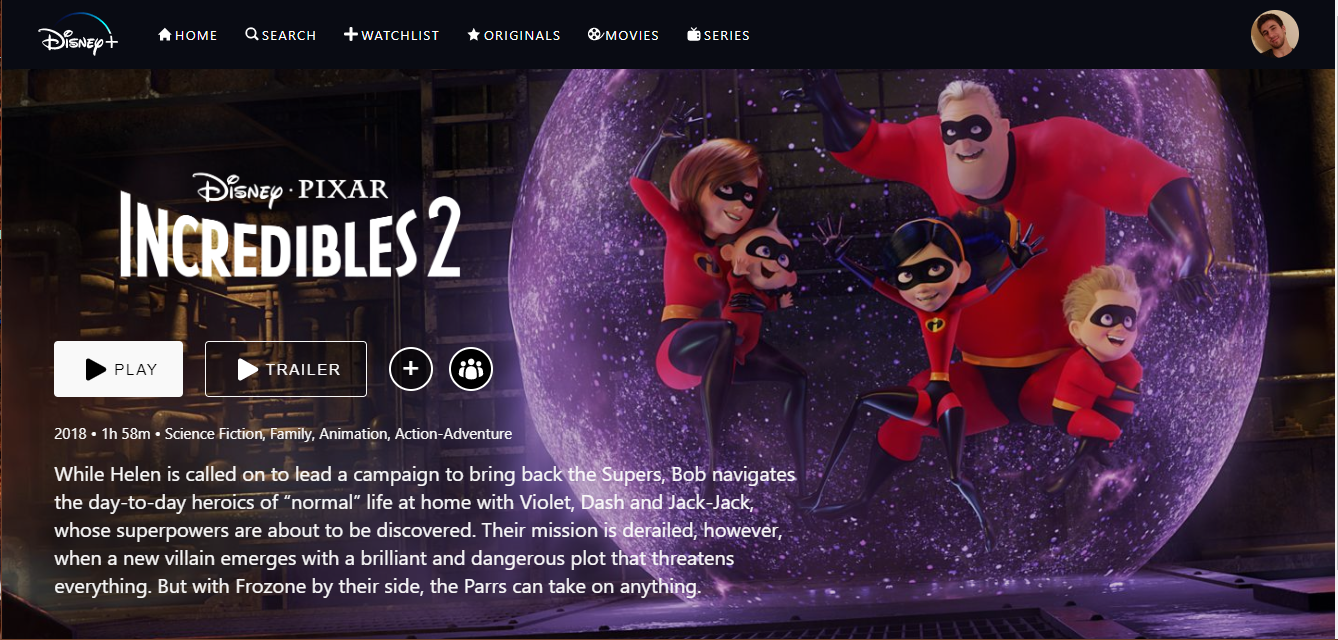 Disney+ HOME SEARCH WATCHLIST ORIGINALS MOVIES SERIES
Disney · PIXAR
INCREDIBLES 2
PLAY TRAILER +
2018 • 1h 58m • Science Fiction, Family, Animation, Action-Adventure
While Helen is called on to lead a campaign to bring back the Supers, Bob navigates
the day-to-day heroics of “normal” life at home with Violet, Dash and Jack-Jack,
whose superpowers are about to be discovered. Their mission is derailed, however,
when a new villain emerges with a brilliant and dangerous plot that threatens
everything. But with Frozone by their side, the Parrs can take on anything.